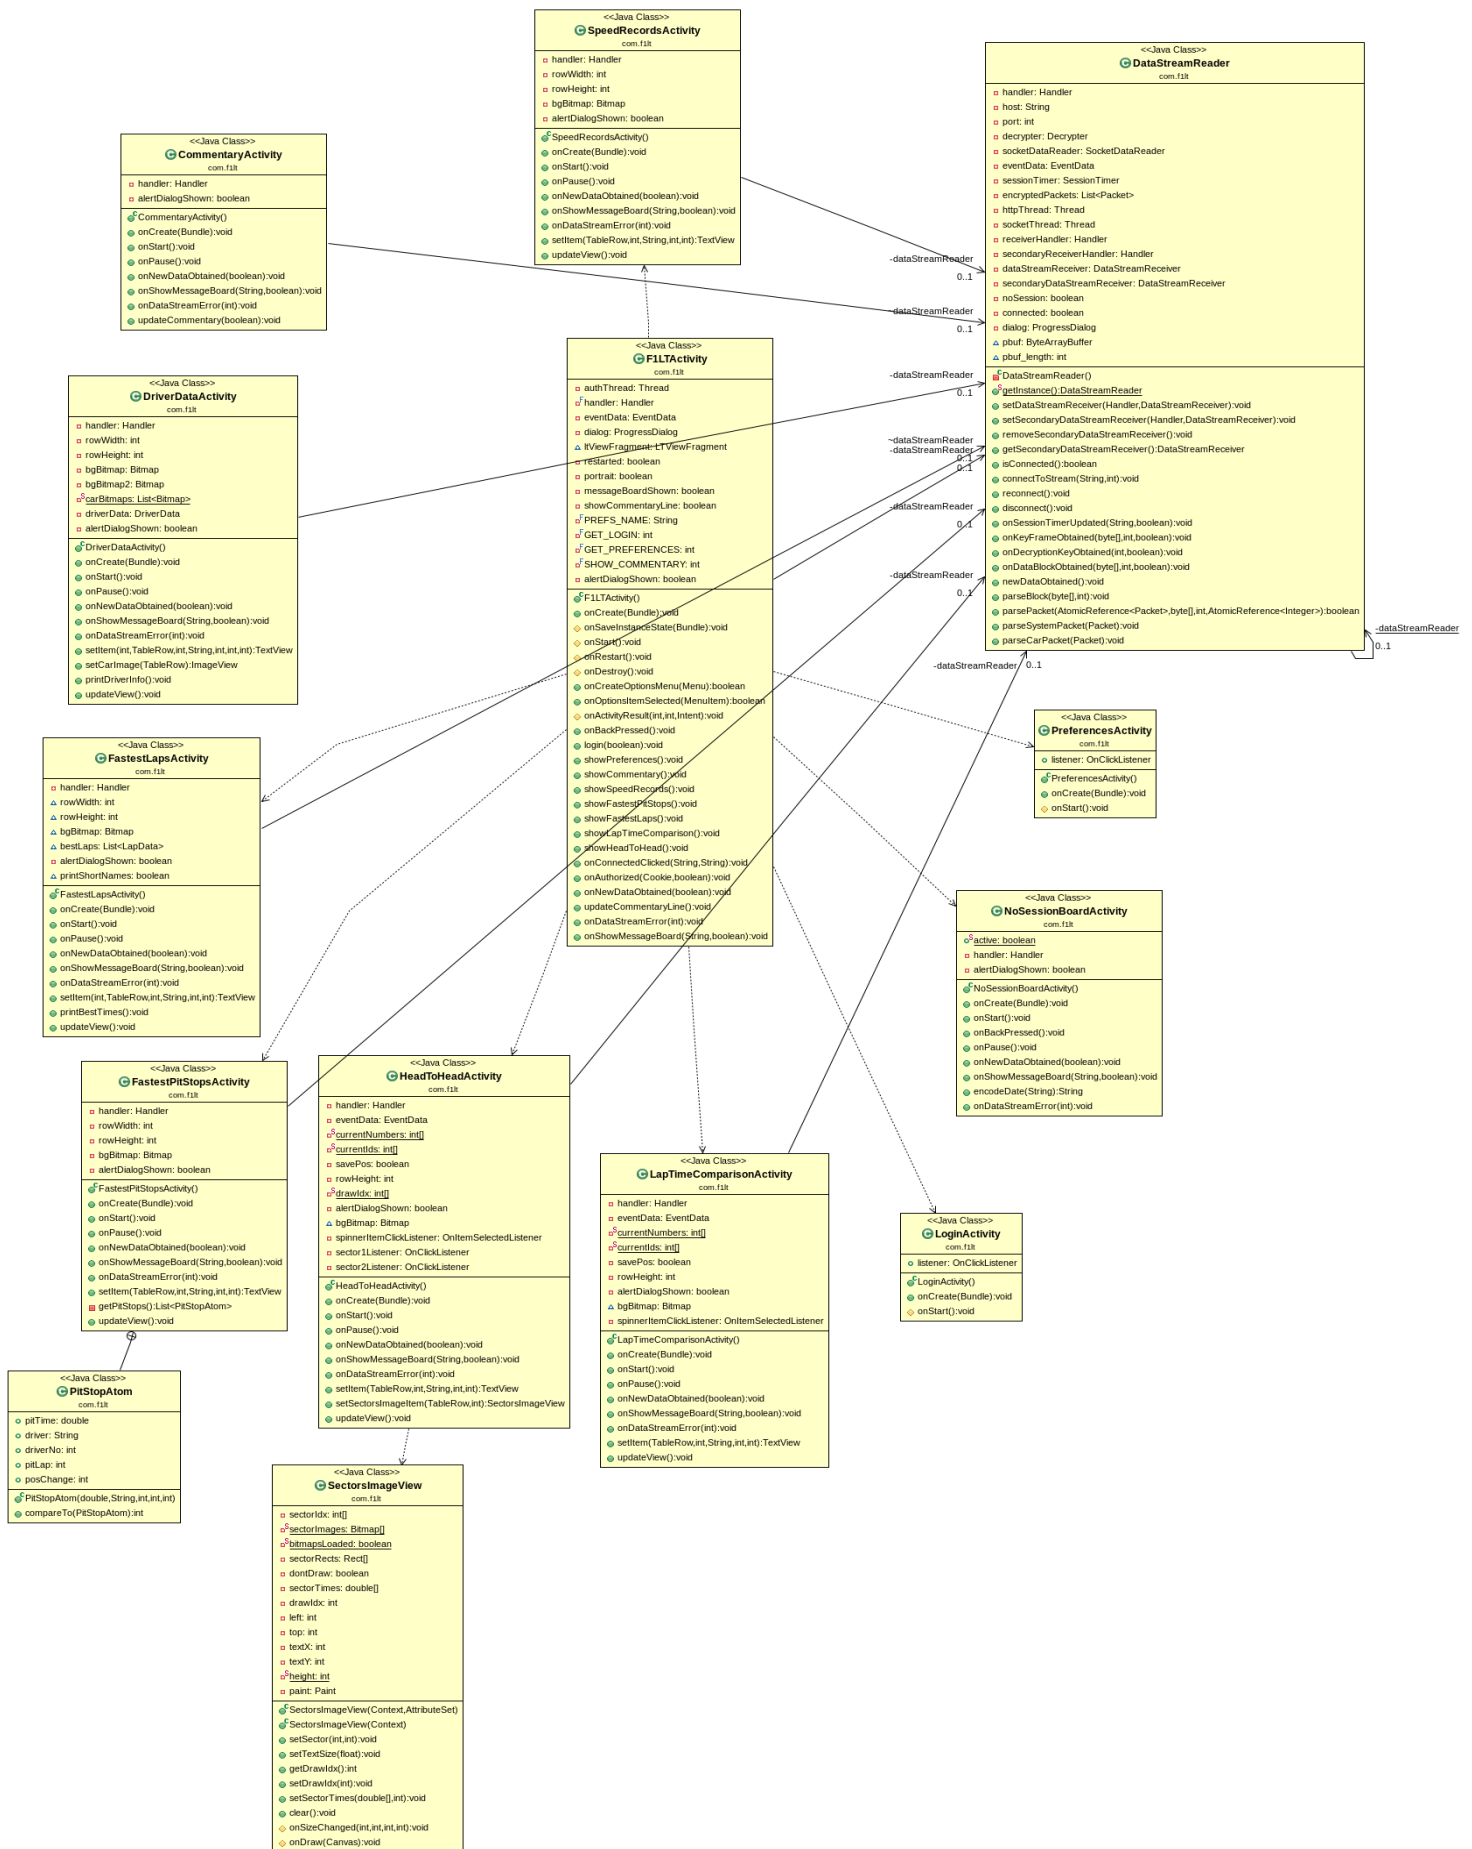 <<Java Class>>
SpeedRecordsActivity
com.f1lt
handler: Handler
rowWidth: int
rowHeight: int
bgBitmap: Bitmap
alertDialogShown: boolean
SpeedRecordsActivity()
onCreate(Bundle):void
onStart():void
onPause():void
onNewDataObtained(boolean):void
onShowMessageBoard(String,boolean):void
onDataStreamError(int):void
setItem(TableRow,int,String,int,int):TextView
updateView():void
<<Java Class>>
DataStreamReader
com.f1lt
handler: Handler
host: String
port: int
decrypter: Decrypter
socketDataReader: SocketDataReader
eventData: EventData
sessionTimer: SessionTimer
encryptedPackets: List<Packet>
httpThread: Thread
socketThread: Thread
receiverHandler: Handler
secondaryReceiverHandler: Handler
dataStreamReceiver: DataStreamReceiver
secondaryDataStreamReceiver: DataStreamReceiver
noSession: boolean
connected: boolean
dialog: ProgressDialog
pbuf: ByteArrayBuffer
pbuf_length: int
DataStreamReader()
getInstance():DataStreamReader
setDataStreamReceiver(Handler,DataStreamReceiver):void
setSecondaryDataStreamReceiver(Handler,DataStreamReceiver):void
removeSecondaryDataStreamReceiver():void
getSecondaryDataStreamReceiver():DataStreamReceiver
isConnected():boolean
connectToStream(String,int):void
reconnect():void
disconnect():void
onSessionTimerUpdated(String,boolean):void
onKeyFrameObtained(byte[],int,boolean):void
onDecryptionKeyObtained(int,boolean):void
onDataBlockObtained(byte[],int,boolean):void
newDataObtained():void
parseBlock(byte[],int):void
parsePacket(AtomicReference<Packet>,byte[],int,AtomicReference<Integer>):boolean
parseSystemPacket(Packet):void
parseCarPacket(Packet):void
<<Java Class>>
CommentaryActivity
com.f1lt
handler: Handler
alertDialogShown: boolean
CommentaryActivity()
onCreate(Bundle):void
onStart():void
onPause():void
onNewDataObtained(boolean):void
onShowMessageBoard(String,boolean):void
onDataStreamError(int):void
updateCommentary(boolean):void
-dataStreamReader
0..1
-dataStreamReader
0..1
-dataStreamReader
0..1
~dataStreamReader
-dataStreamReader
0..1
0..1
-dataStreamReader
0..1
-dataStreamReader
0..1
-dataStreamReader
0..1
-dataStreamReader
0..1
<<Java Class>>
F1LTActivity
com.f1lt
authThread: Thread
handler: Handler
eventData: EventData
dialog: ProgressDialog
ltViewFragment: LTViewFragment
restarted: boolean
portrait: boolean
messageBoardShown: boolean
showCommentaryLine: boolean
PREFS_NAME: String
GET_LOGIN: int
GET_PREFERENCES: int
SHOW_COMMENTARY: int
alertDialogShown: boolean
F1LTActivity()
onCreate(Bundle):void
onSaveInstanceState(Bundle):void
onStart():void
onRestart():void
onDestroy():void
onCreateOptionsMenu(Menu):boolean
onOptionsItemSelected(MenuItem):boolean
onActivityResult(int,int,Intent):void
onBackPressed():void
login(boolean):void
showPreferences():void
showCommentary():void
showSpeedRecords():void
showFastestPitStops():void
showFastestLaps():void
showLapTimeComparison():void
showHeadToHead():void
onConnectedClicked(String,String):void
onAuthorized(Cookie,boolean):void
onNewDataObtained(boolean):void
updateCommentaryLine():void
onDataStreamError(int):void
onShowMessageBoard(String,boolean):void
<<Java Class>>
DriverDataActivity
com.f1lt
handler: Handler
rowWidth: int
rowHeight: int
bgBitmap: Bitmap
bgBitmap2: Bitmap
carBitmaps: List<Bitmap>
driverData: DriverData
alertDialogShown: boolean
DriverDataActivity()
onCreate(Bundle):void
onStart():void
onPause():void
onNewDataObtained(boolean):void
onShowMessageBoard(String,boolean):void
onDataStreamError(int):void
setItem(int,TableRow,int,String,int,int,int):TextView
setCarImage(TableRow):ImageView
printDriverInfo():void
updateView():void
<<Java Class>>
PreferencesActivity
com.f1lt
listener: OnClickListener
PreferencesActivity()
onCreate(Bundle):void
onStart():void
<<Java Class>>
FastestLapsActivity
com.f1lt
handler: Handler
rowWidth: int
rowHeight: int
bgBitmap: Bitmap
bestLaps: List<LapData>
alertDialogShown: boolean
printShortNames: boolean
FastestLapsActivity()
onCreate(Bundle):void
onStart():void
onPause():void
onNewDataObtained(boolean):void
onShowMessageBoard(String,boolean):void
onDataStreamError(int):void
setItem(int,TableRow,int,String,int,int):TextView
printBestTimes():void
updateView():void
<<Java Class>>
NoSessionBoardActivity
com.f1lt
active: boolean
handler: Handler
alertDialogShown: boolean
NoSessionBoardActivity()
onCreate(Bundle):void
onStart():void
onBackPressed():void
onPause():void
onNewDataObtained(boolean):void
onShowMessageBoard(String,boolean):void
encodeDate(String):String
onDataStreamError(int):void
<<Java Class>>
FastestPitStopsActivity
com.f1lt
handler: Handler
rowWidth: int
rowHeight: int
bgBitmap: Bitmap
alertDialogShown: boolean
FastestPitStopsActivity()
onCreate(Bundle):void
onStart():void
onPause():void
onNewDataObtained(boolean):void
onShowMessageBoard(String,boolean):void
onDataStreamError(int):void
setItem(TableRow,int,String,int,int):TextView
getPitStops():List<PitStopAtom>
updateView():void
<<Java Class>>
HeadToHeadActivity
com.f1lt
handler: Handler
eventData: EventData
currentNumbers: int[]
currentIds: int[]
savePos: boolean
rowHeight: int
drawIdx: int[]
alertDialogShown: boolean
bgBitmap: Bitmap
spinnerItemClickListener: OnItemSelectedListener
sector1Listener: OnClickListener
sector2Listener: OnClickListener
HeadToHeadActivity()
onCreate(Bundle):void
onStart():void
onPause():void
onNewDataObtained(boolean):void
onShowMessageBoard(String,boolean):void
onDataStreamError(int):void
setItem(TableRow,int,String,int,int):TextView
setSectorsImageItem(TableRow,int):SectorsImageView
updateView():void
<<Java Class>>
LapTimeComparisonActivity
com.f1lt
handler: Handler
eventData: EventData
currentNumbers: int[]
currentIds: int[]
savePos: boolean
rowHeight: int
alertDialogShown: boolean
bgBitmap: Bitmap
spinnerItemClickListener: OnItemSelectedListener
LapTimeComparisonActivity()
onCreate(Bundle):void
onStart():void
onPause():void
onNewDataObtained(boolean):void
onShowMessageBoard(String,boolean):void
onDataStreamError(int):void
setItem(TableRow,int,String,int,int):TextView
updateView():void
<<Java Class>>
LoginActivity
com.f1lt
listener: OnClickListener
LoginActivity()
onCreate(Bundle):void
onStart():void
<<Java Class>>
PitStopAtom
com.f1lt
pitTime: double
driver: String
driverNo: int
pitLap: int
posChange: int
PitStopAtom(double,String,int,int,int)
compareTo(PitStopAtom):int
<<Java Class>>
SectorsImageView
com.f1lt
sectorIdx: int[]
sectorImages: Bitmap[]
bitmapsLoaded: boolean
sectorRects: Rect[]
dontDraw: boolean
sectorTimes: double[]
drawIdx: int
left: int
top: int
textX: int
textY: int
height: int
paint: Paint
SectorsImageView(Context,AttributeSet)
SectorsImageView(Context)
setSector(int,int):void
setTextSize(float):void
getDrawIdx():int
setDrawIdx(int):void
setSectorTimes(double[],int):void
clear():void
onSizeChanged(int,int,int,int):void
onDraw(Canvas):void